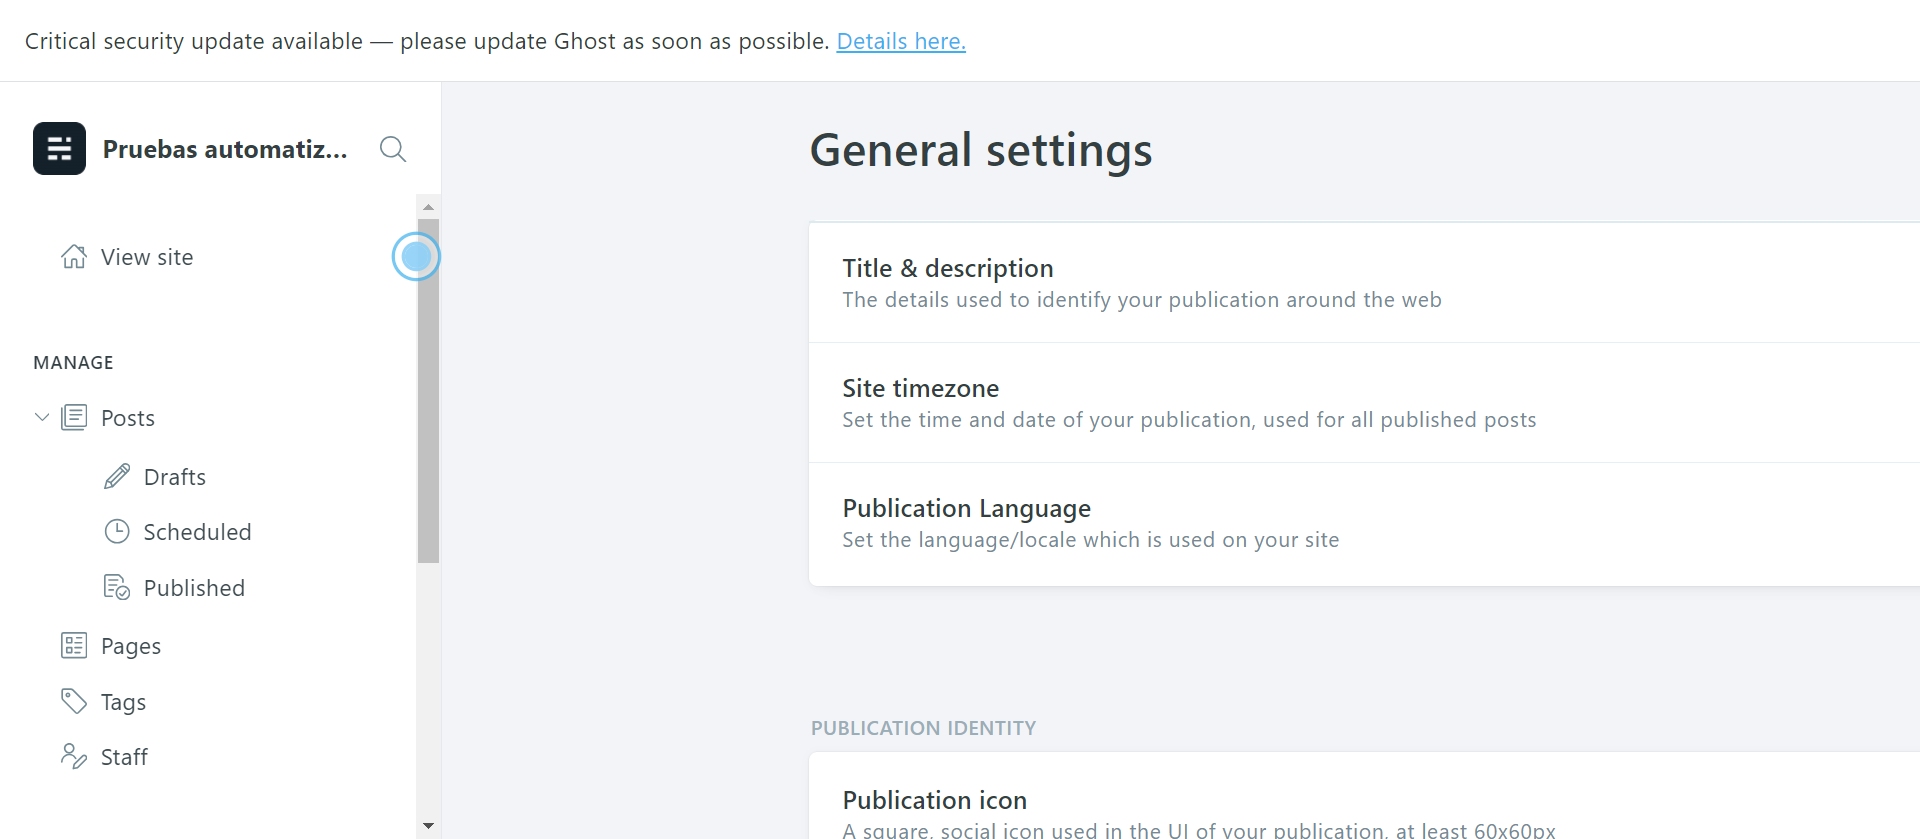 Critical security update available — please update Ghost as soon as possible. Details here.
Pruebas automatiz...
View site
MANAGE
Posts
Drafts
Scheduled
Published
Pages
Tags
Staff
General settings
Title & description
The details used to identify your publication around the web
Site timezone
Set the time and date of your publication, used for all published posts
Publication Language
Set the language/locale which is used on your site
PUBLICATION IDENTITY
Publication icon
A square, social icon used in the UI of your publication, at least 60x60px